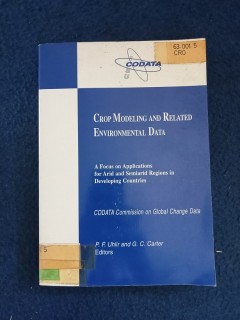 CODATA
63 001 5
CRO
CROP MODELING AND RELATED
ENVIRONMENTAL DATA
A Focus on Applications
for Arid and Semiarid Regions in
Developing Countries
CODATA Commission on Global Change Data
P. F. Uhlir and G. C. Carter
Editors